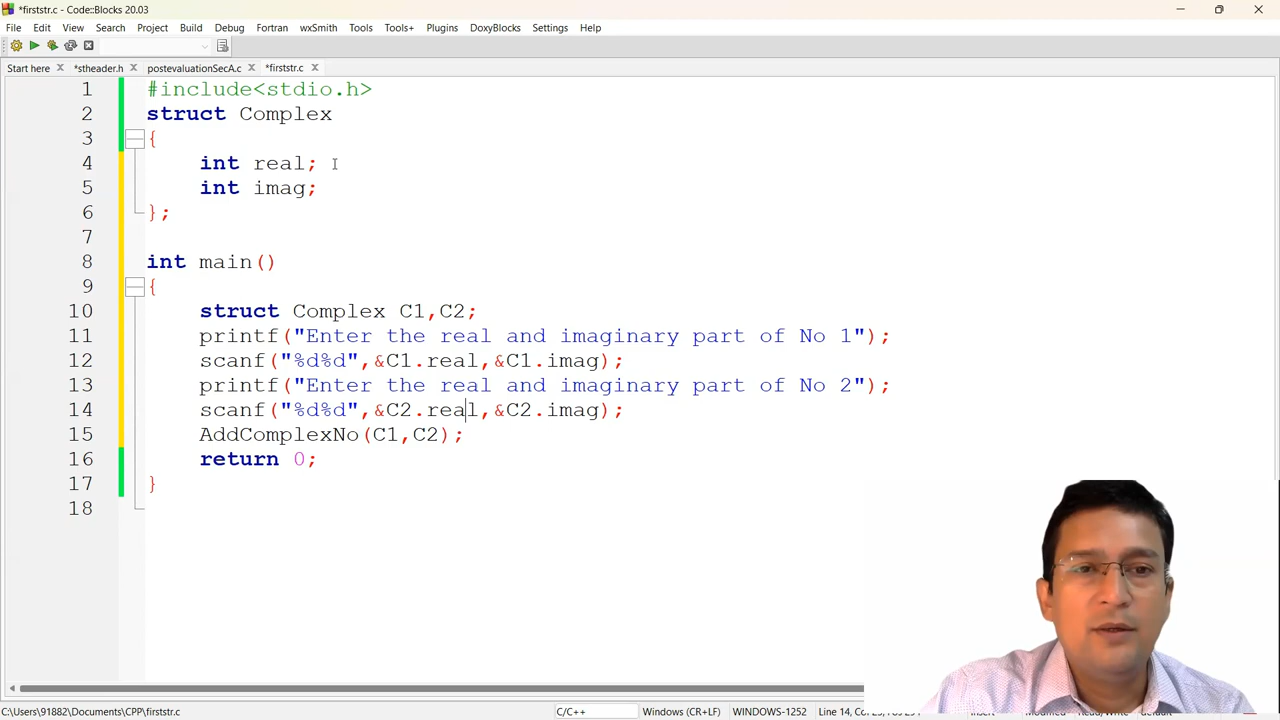 *firststr.c - Code::Blocks 20.03
File Edit View Search Project Build Debug Fortran wxSmith Tools Tools+ Plugins DoxyBlocks Settings Help
Start here *stheader.h postevaluationSecA.c *firststr.c
1 #include<stdio.h>
2 struct Complex
3 {
4 int real;
5 int imag;
6 };
7
8 int main()
9 {
10 struct Complex C1,C2;
11 printf("Enter the real and imaginary part of No 1");
12 scanf("%d%d",&C1.real,&C1.imag);
13 printf("Enter the real and imaginary part of No 2");
14 scanf("%d%d",&C2.real,&C2.imag);
15 AddComplexNo(C1,C2);
16 return 0;
17 }
18
C:\Users\91882\Documents\CPP\firststr.c C/C++ Windows (CR+LF) WINDOWS-1252